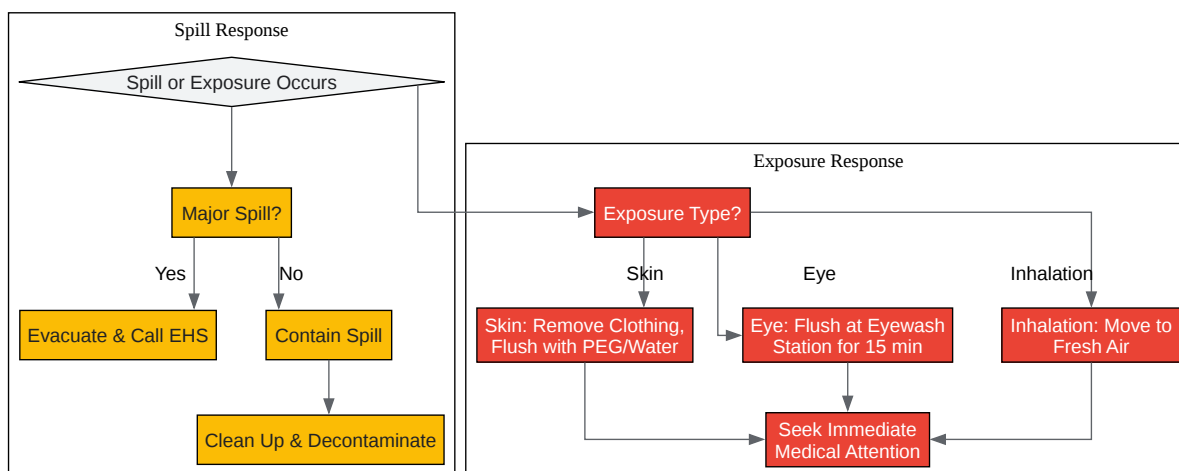 Spill Response
Spill or Exposure Occurs
Major Spill?
Yes
No
Evacuate & Call EHS
Contain Spill
Clean Up & Decontaminate
Exposure Response
Exposure Type?
Skin
Eye
Inhalation
Skin: Remove Clothing,
Flush with PEG/Water
Eye: Flush at Eyewash
Station for 15 min
Inhalation: Move to
Fresh Air
Seek Immediate
Medical Attention